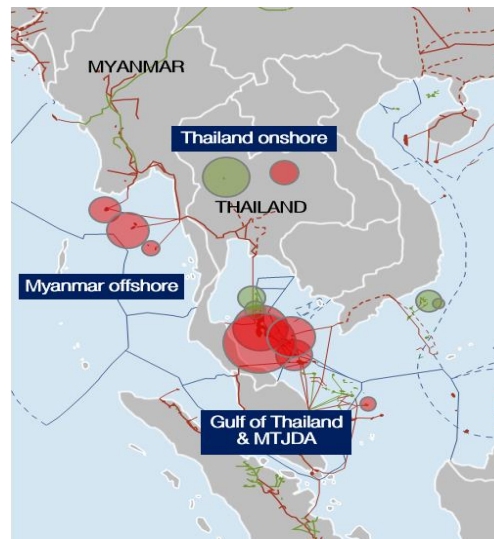 MYANMAR
Thailand onshore
THAILAND
Myanmar offshore
Gulf of Thailand
& MTJDA